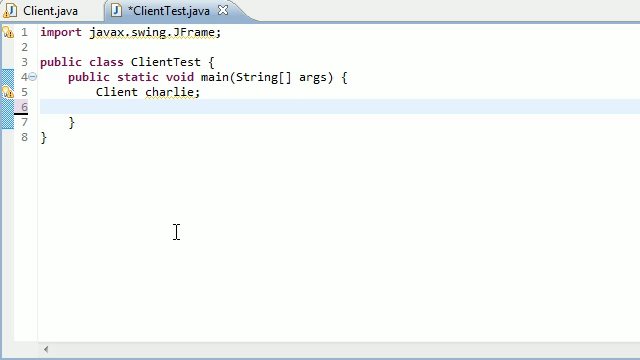 Client.java
*ClientTest.java
1 import javax.swing.JFrame;
2
3 public class ClientTest {
4 public static void main(String[] args) {
5 Client charlie;
6
7 }
8 }